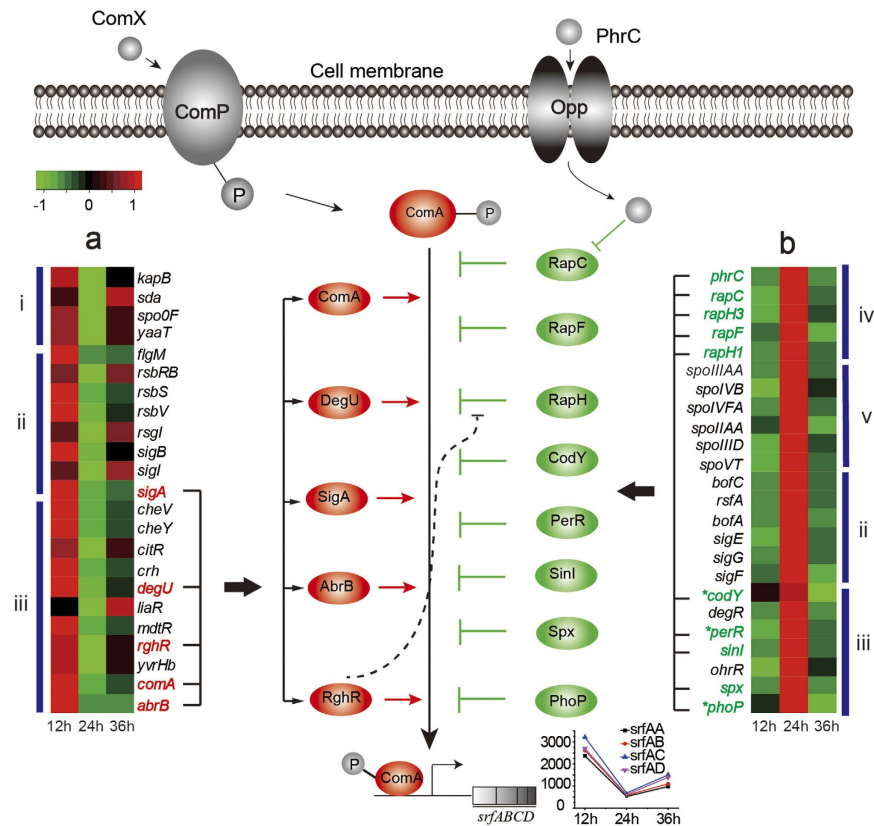 ComX
PhrC
Cell membrane
ComP
Opp
P
-1 0 1
ComA
P
a
b
kapB
sda
spo0F
yaaT
flgM
rsbRB
rsbS
rsbV
rsgI
sigB
sigI
sigA
cheV
cheY
citR
crh
degU
liaR
mdtR
rghR
yvrHb
comA
abrB
i
ii
iii
12h 24h 36h
ComA
DegU
SigA
AbrB
RghR
RapC
RapF
RapH
CodY
PerR
SinI
Spx
PhoP
phrC
rapC
rapH3
rapF
rapH1
spoIIIAA
spoIVB
spoIVFA
spoIIAA
spoIIID
spoVT
bofC
rsfA
bofA
sigE
sigG
sigF
*codY
degR
*perR
sinI
ohrR
spx
*phoP
iv
v
ii
iii
12h 24h 36h
P
ComA
srfABCD
3000
2000
1000
0
srfAA
srfAB
srfAC
srfAD
12h 24h 36h